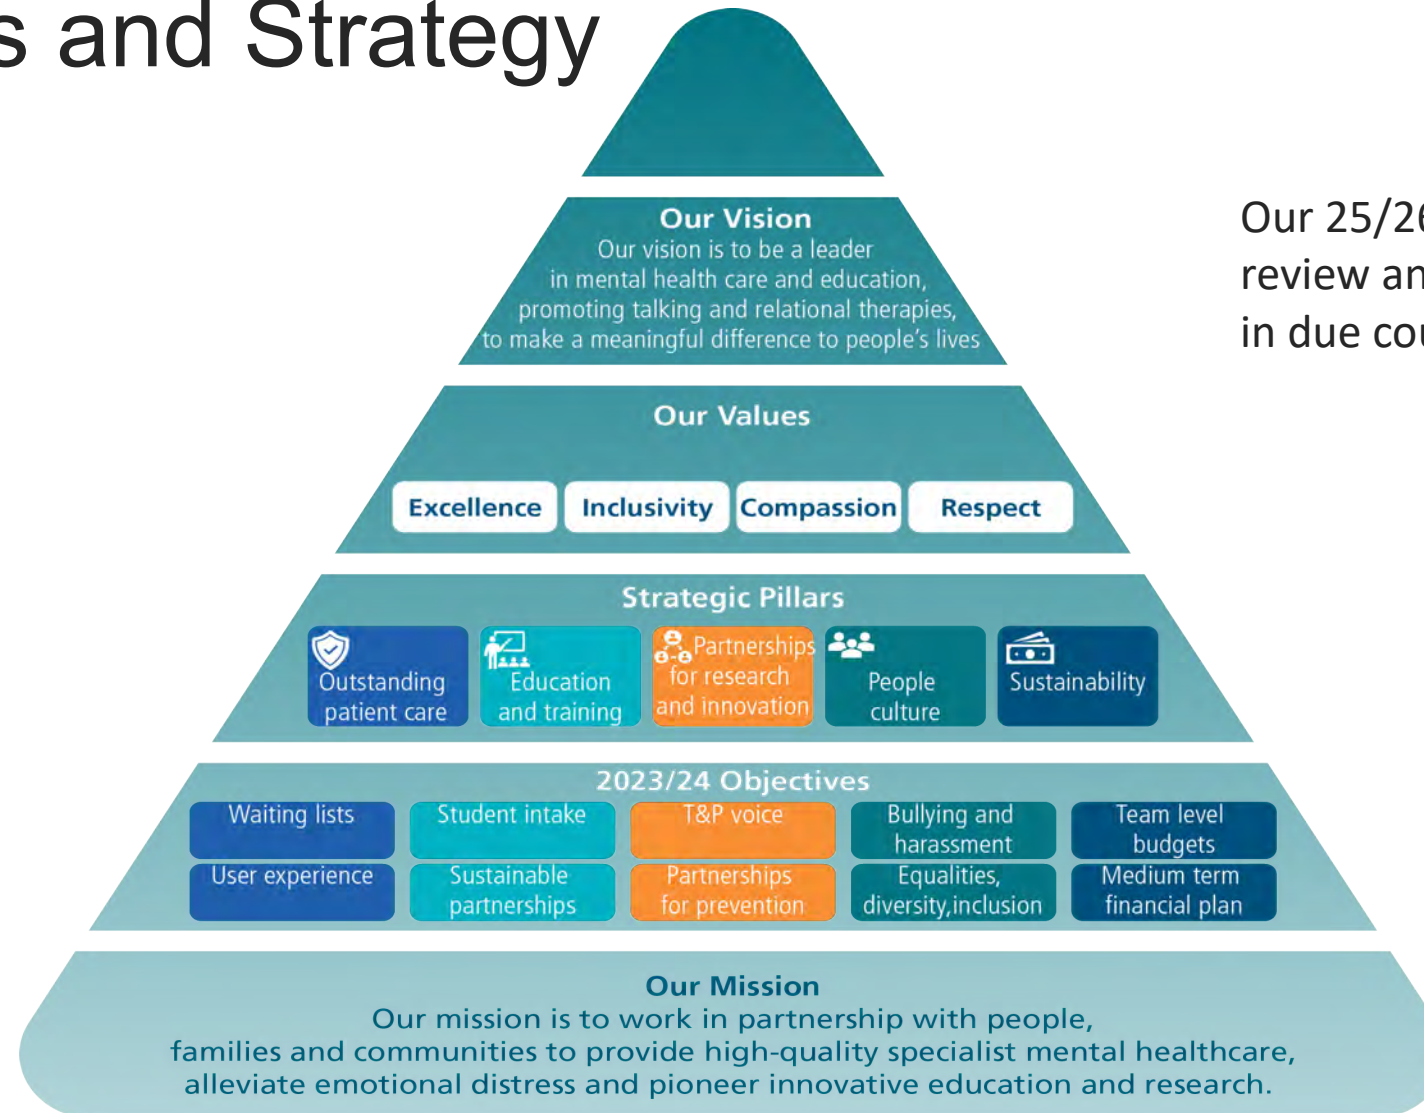 s and Strategy
Our 25/26
review an
in due cou
Our Vision
Our vision is to be a leader
in mental health care and education,
promoting talking and relational therapies,
to make a meaningful difference to people’s lives
Our Values
Excellence
Inclusivity
Compassion
Respect
Strategic Pillars
Outstanding
patient care
Education
and training
Partnerships
for research
and innovation
People
culture
Sustainability
2023/24 Objectives
Waiting lists
Student intake
T&P voice
Bullying and
harassment
Team level
budgets
User experience
Sustainable
partnerships
Partnerships
for prevention
Equalities,
diversity,inclusion
Medium term
financial plan
Our Mission
Our mission is to work in partnership with people,
families and communities to provide high-quality specialist mental healthcare,
alleviate emotional distress and pioneer innovative education and research.